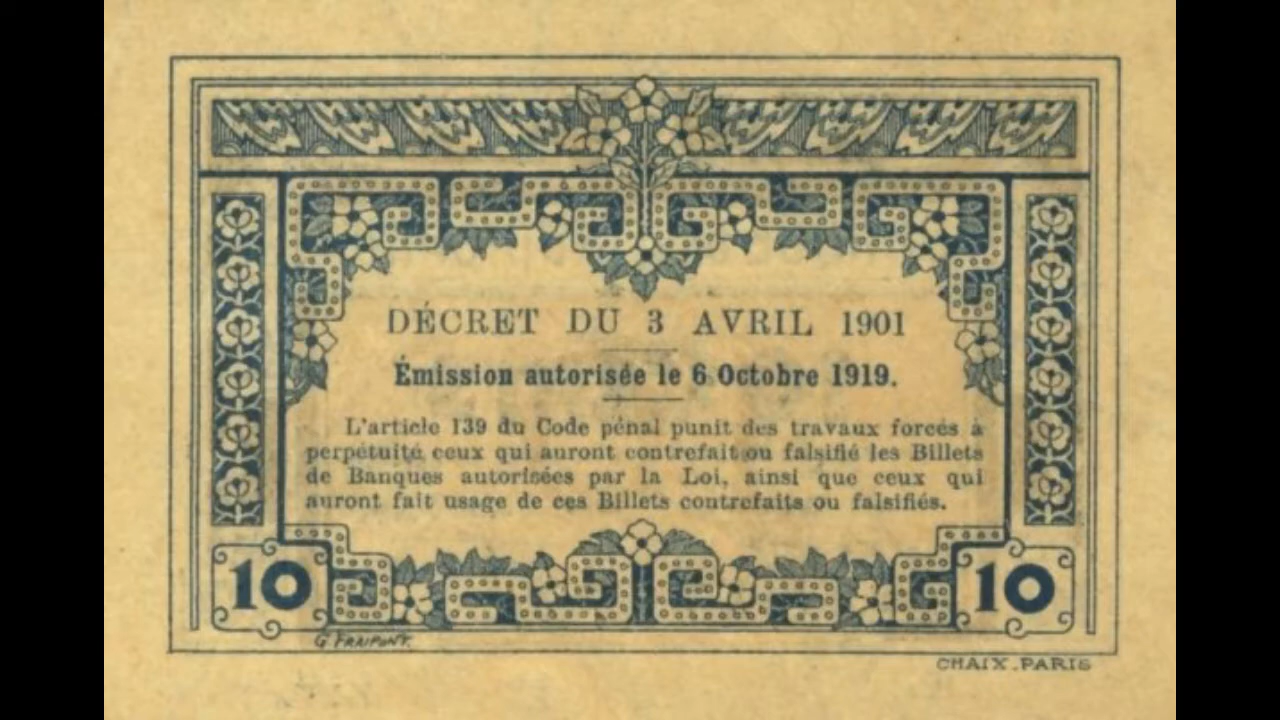 DÉCRET DU 3 AVRIL 1901
Émission autorisée le 6 Octobre 1919.
L'article 139 du Code pénal punit des travaux forcés à
perpétuité ceux qui auront contrefait ou falsifié les Billets
de Banques autorisées par la Loi, ainsi que ceux qui
auront fait usage de ces Billets contrefaits ou falsifiés.
10 10
G. FRAIPONT.
CHAIX. PARIS